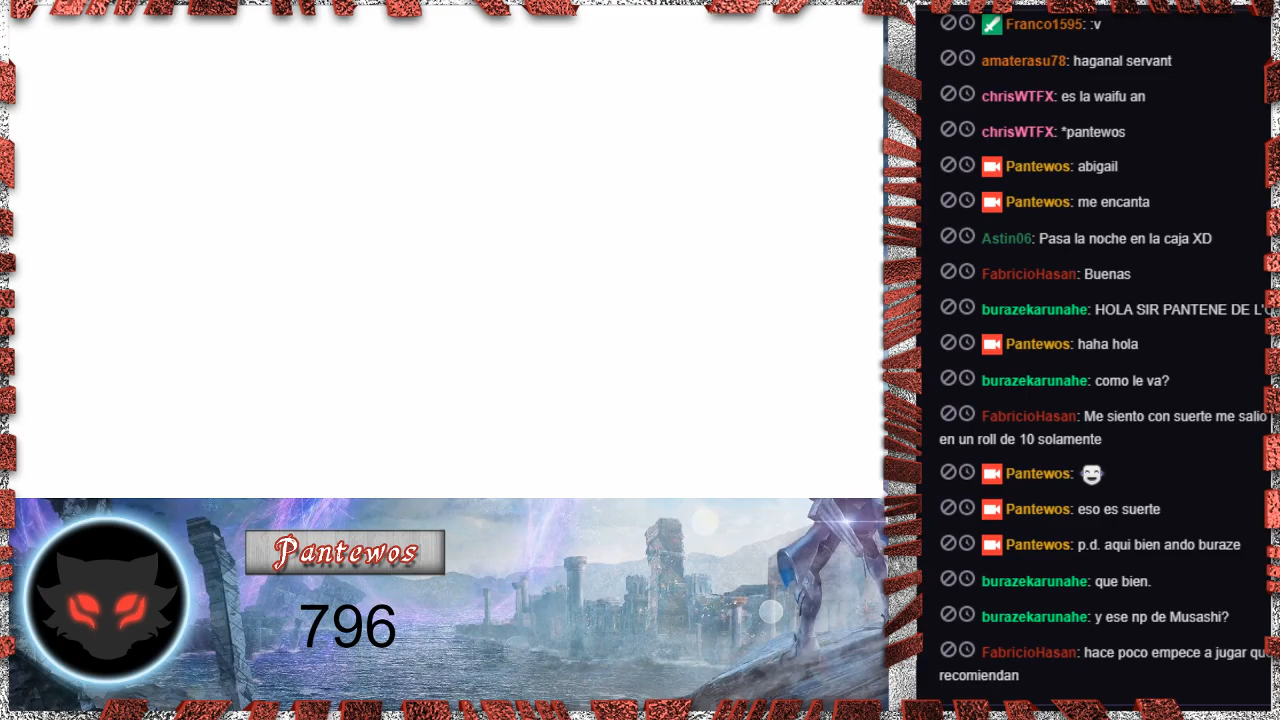 Franco1595: :v
amaterasu78: haganal servant
chrisWTFX: es la waifu an
chrisWTFX: *pantewos
Pantewos: abigail
Pantewos: me encanta
Astin06: Pasa la noche en la caja XD
FabricioHasan: Buenas
burazekarunahe: HOLA SIR PANTENE DE L'
Pantewos: haha hola
burazekarunahe: como le va?
FabricioHasan: Me siento con suerte me salio
en un roll de 10 solamente
Pantewos:
Pantewos: eso es suerte
Pantewos: p.d. aqui bien ando buraze
burazekarunahe: que bien.
burazekarunahe: y ese np de Musashi?
FabricioHasan: hace poco empece a jugar que
recomiendan
Pantewos
796